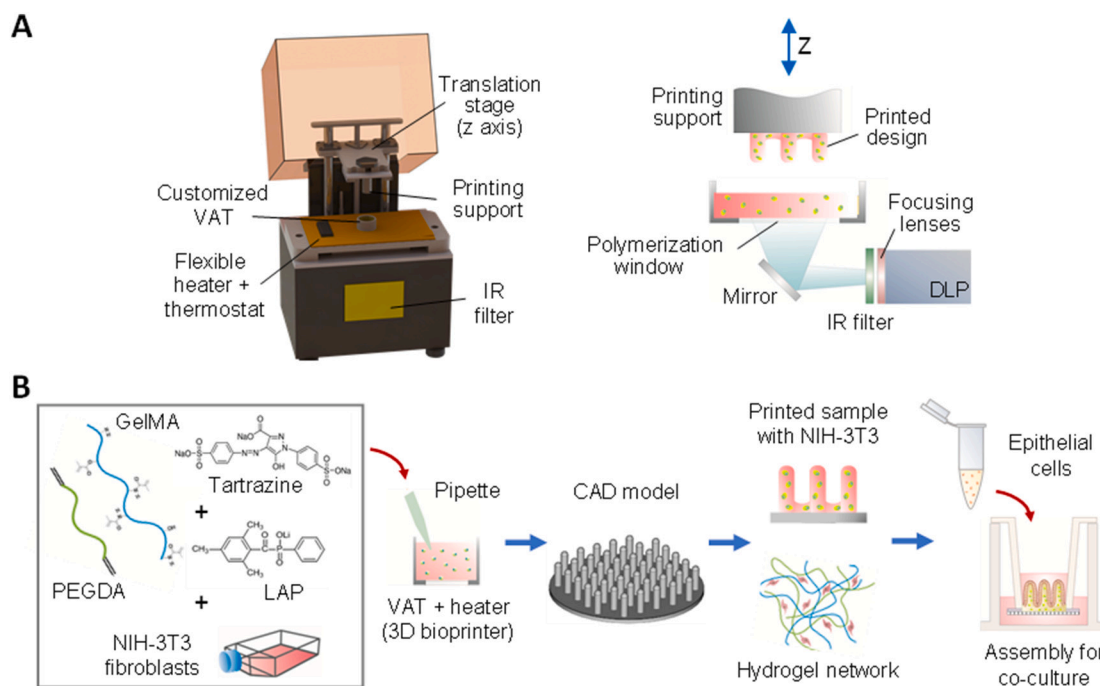 A
Translation
stage
(z axis)
Customized
VAT
Printing
support
Flexible
heater +
thermostat
IR
filter
Z
Printing
support
Printed
design
Focusing
lenses
Polymerization
window
Mirror
DLP
IR filter
B
GelMA
Tartrazine
+
PEGDA
LAP
+
NIH-3T3
fibroblasts
Pipette
VAT + heater
(3D bioprinter)
CAD model
Printed sample
with NIH-3T3
Hydrogel network
Epithelial
cells
Assembly for
co-culture